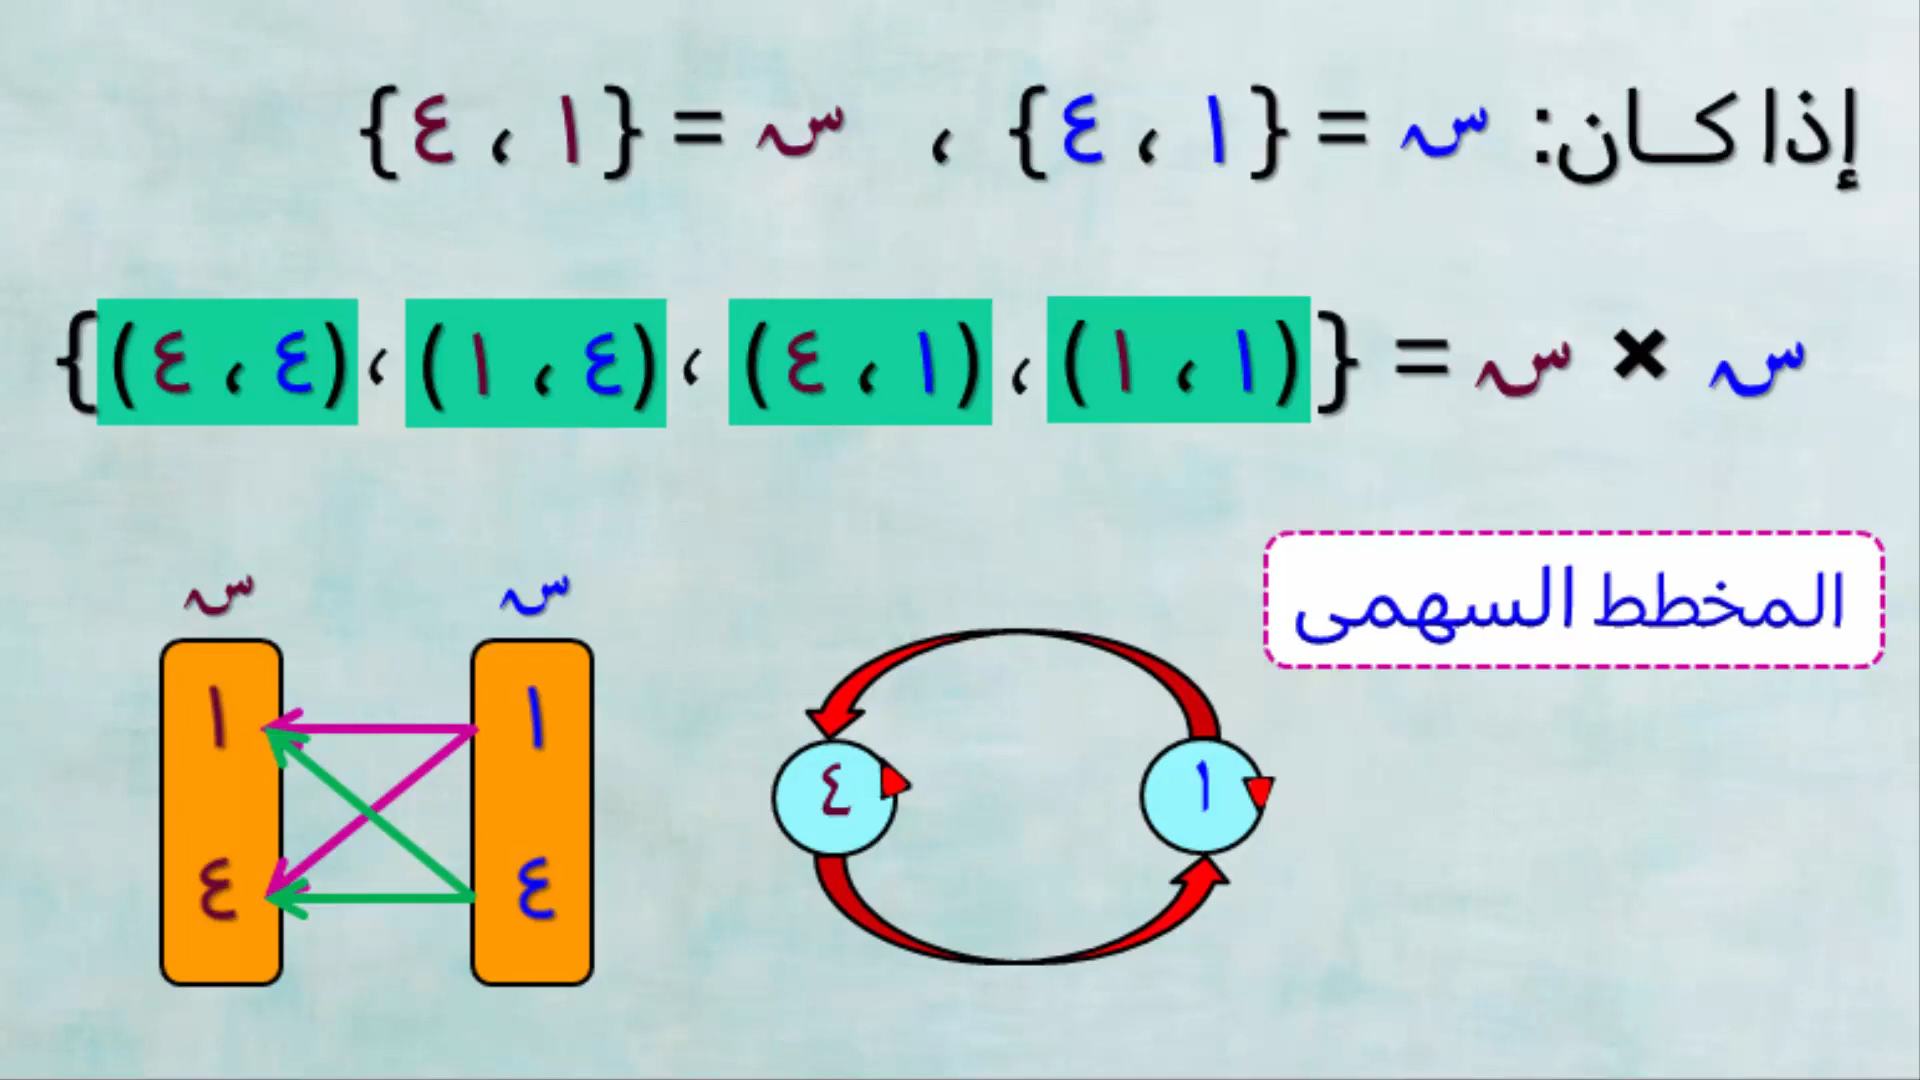 إذا كان: س = {١ ، ٤} ، س = {١ ، ٤}
س × س = {(١ ، ١) ، (١ ، ٤) ، (٤ ، ١) ، (٤ ، ٤)}
المخطط السهمى
س س
١ ١
٤ ٤
١ ٤